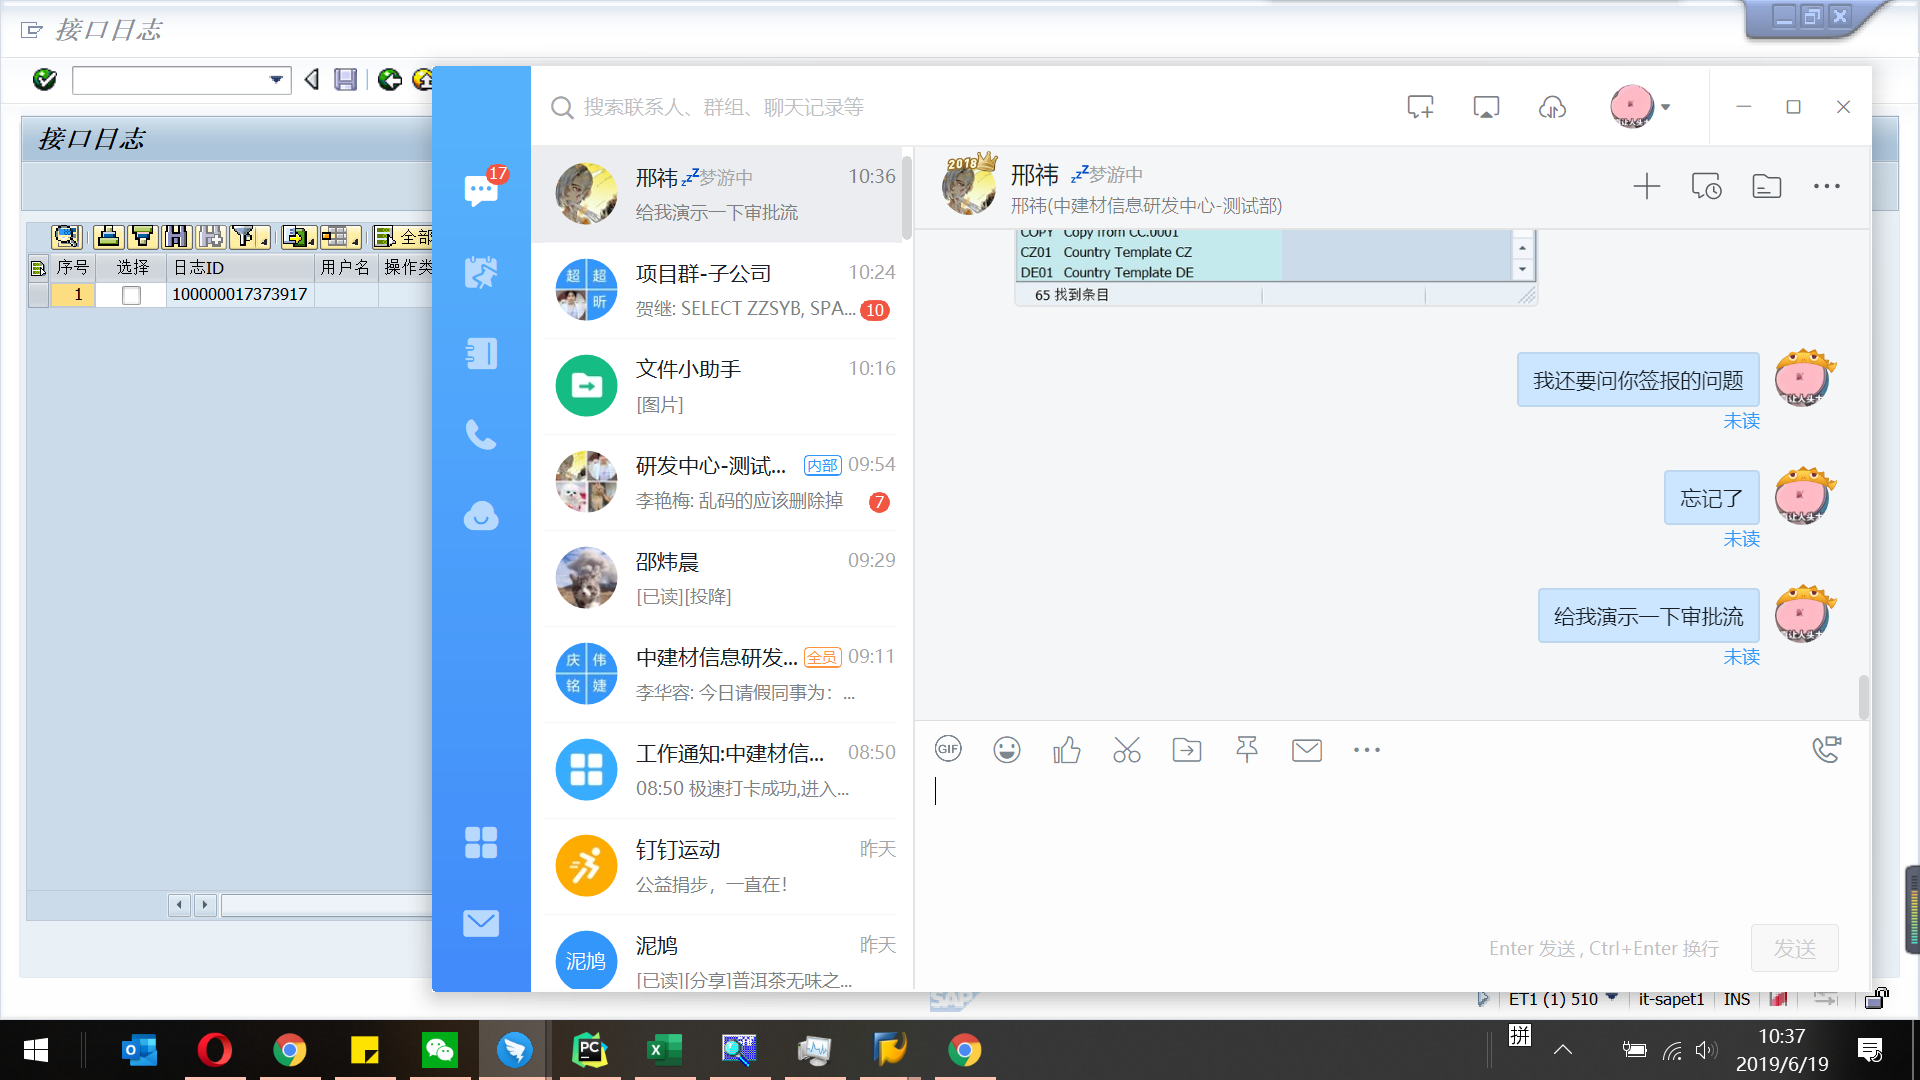 接口日志
接口日志
全部
序号 选择 日志ID 用户名 操作类
1 100000017373917
搜索联系人、群组、聊天记录等
17
邢祎 梦游中 10:36
给我演示一下审批流
超 超 昕
项目群-子公司 10:24
贺继: SELECT ZZSYB, SPA... 10
文件小助手 10:16
[图片]
研发中心-测试... 内部 09:54
李艳梅: 乱码的应该删除掉 7
邵炜晨 09:29
[已读][投降]
庆 伟 铭 婕
中建材信息研发... 全员 09:11
李华容: 今日请假同事为: ...
工作通知:中建材信... 08:50
08:50 极速打卡成功,进入...
钉钉运动 昨天
公益捐步，一直在!
泥鸠
泥鸠 昨天
[已读][分享]普洱茶无味之...
2018
邢祎 梦游中
邢祎(中建材信息研发中心-测试部)
COPY Copy from CC.0001
CZ01 Country Template CZ
DE01 Country Template DE
65 找到条目
我还要问你签报的问题
未读
忘记了
未读
给我演示一下审批流
未读
GIF
Enter 发送 , Ctrl+Enter 换行 发送
SAP
ET1 (1) 510 it-sapet1 INS
拼
10:37
2019/6/19